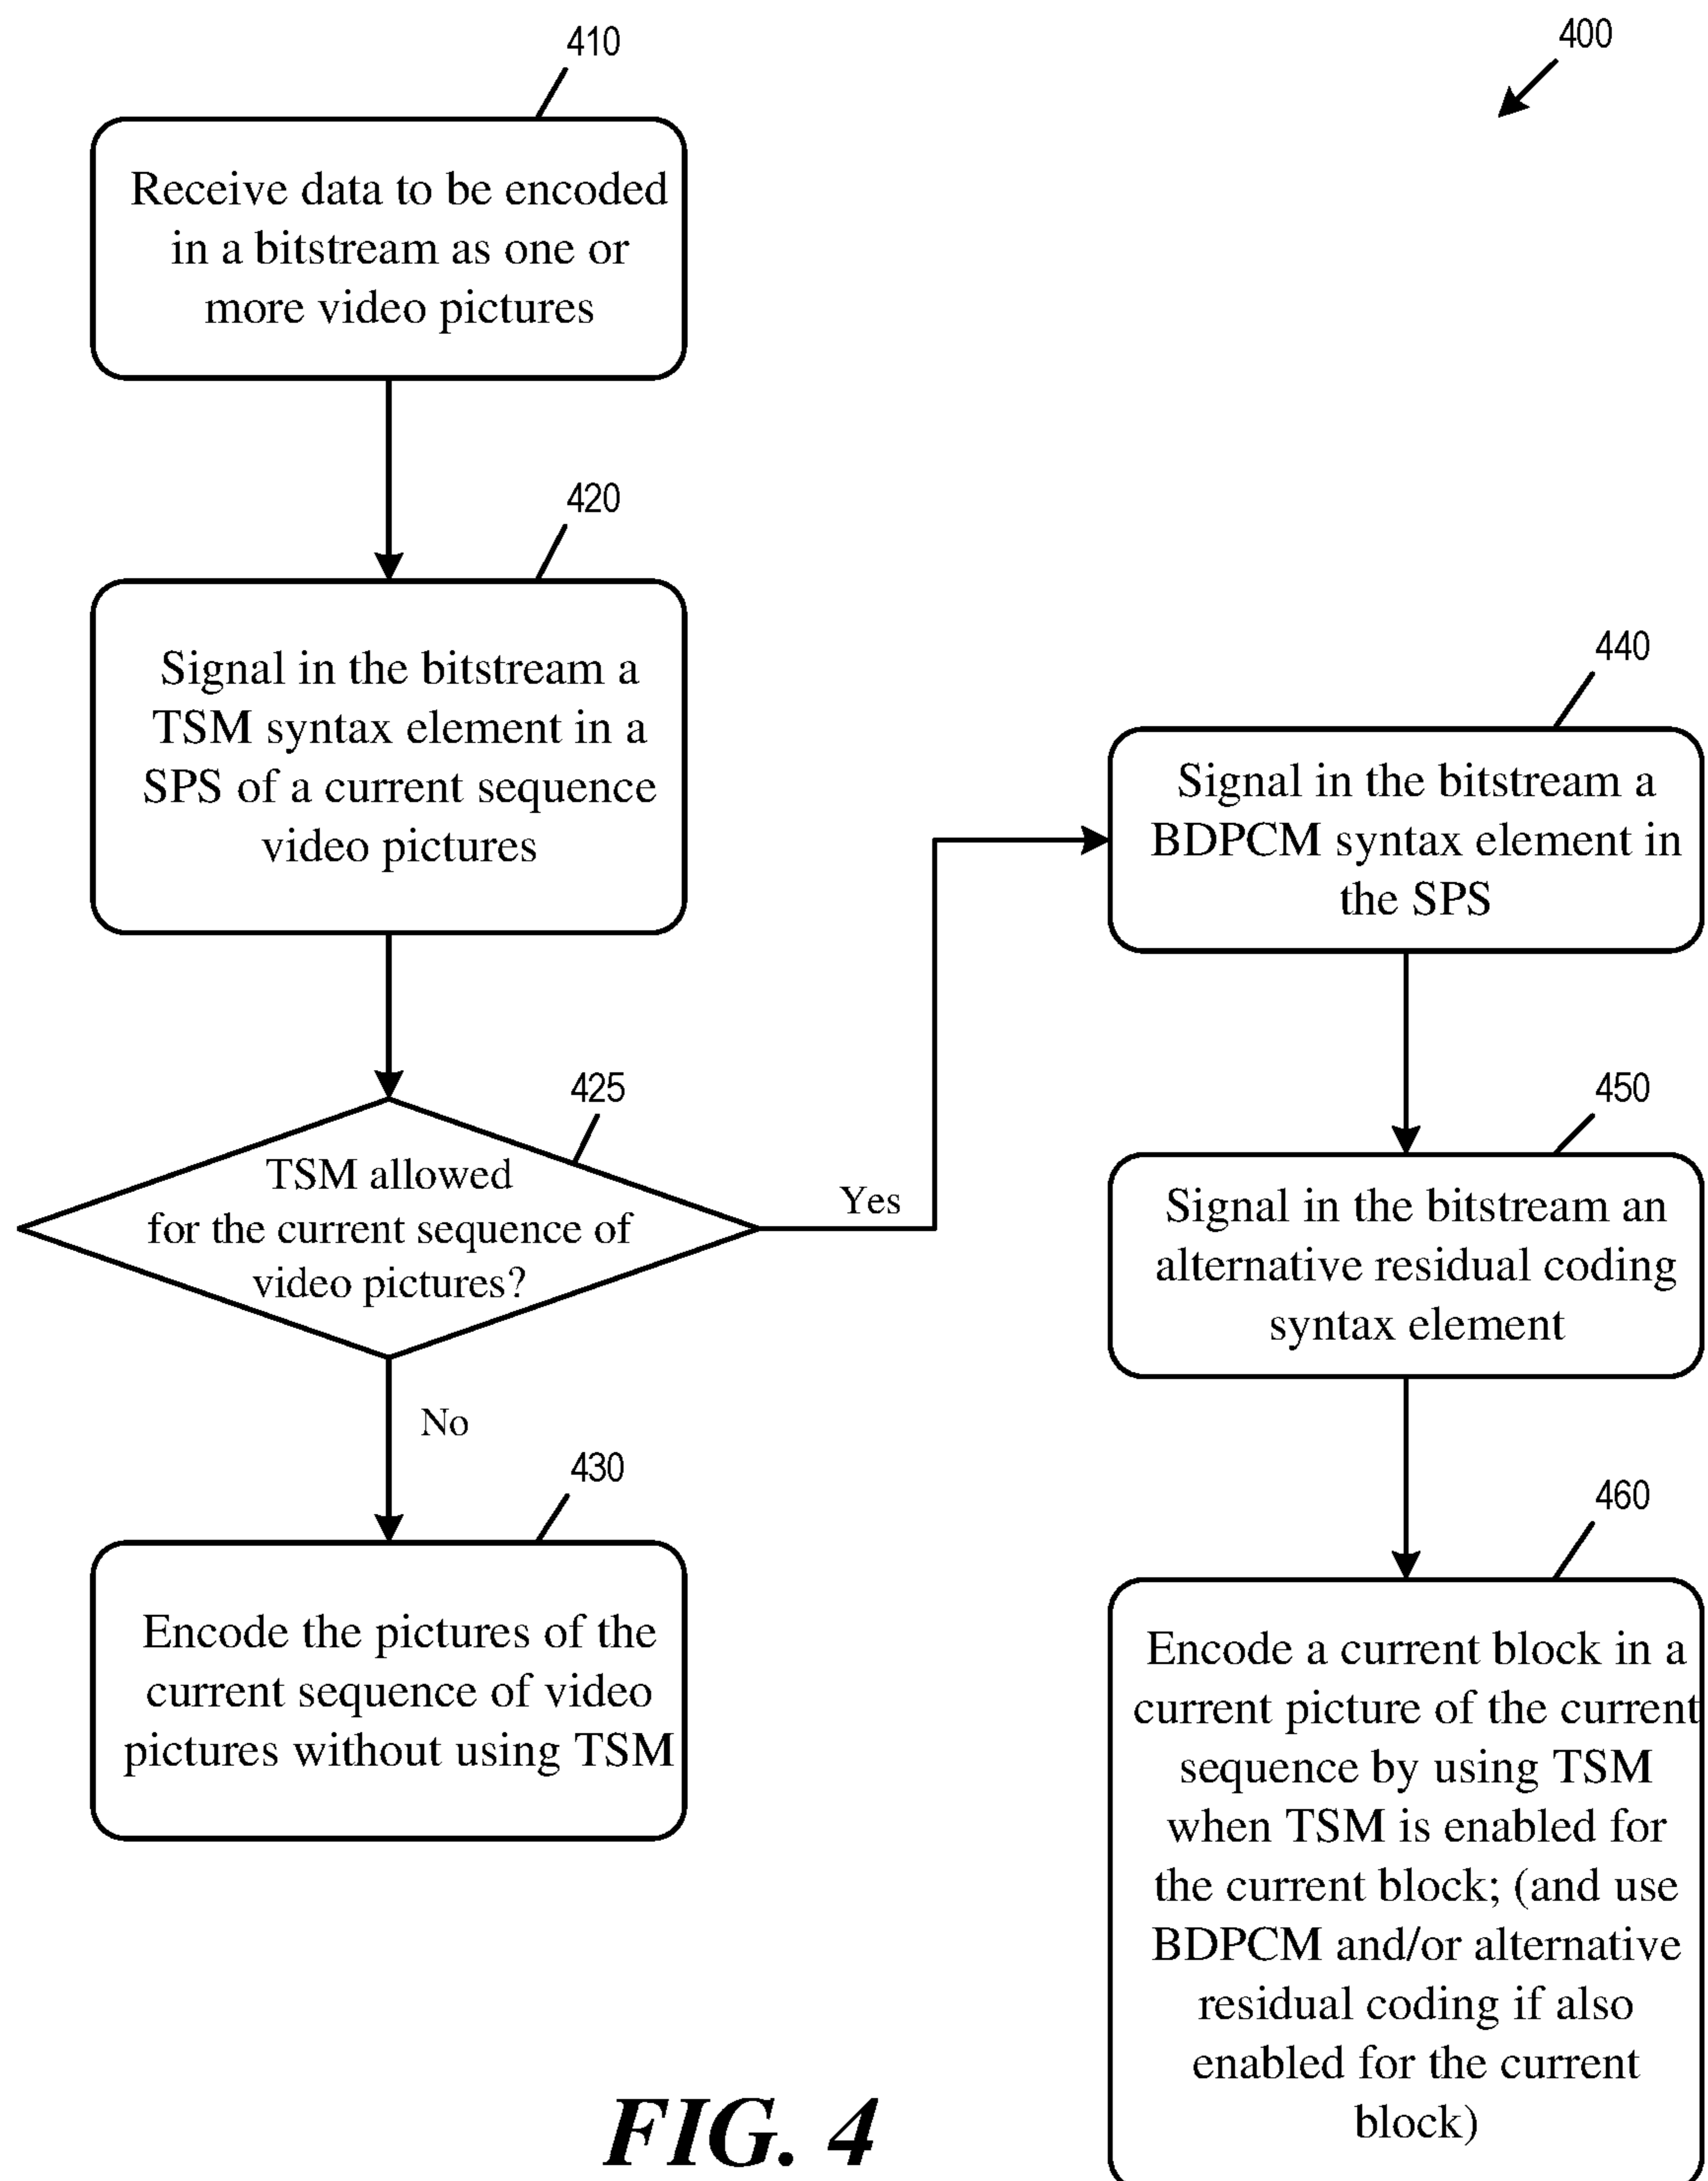 400
410
Receive data to be encoded
in a bitstream as one or
more video pictures
420
Signal in the bitstream a
TSM syntax element in a
SPS of a current sequence
video pictures
425
TSM allowed
for the current sequence of
video pictures?
Yes
No
430
Encode the pictures of the
current sequence of video
pictures without using TSM
440
Signal in the bitstream a
BDPCM syntax element in
the SPS
450
Signal in the bitstream an
alternative residual coding
syntax element
460
Encode a current block in a
current picture of the current
sequence by using TSM
when TSM is enabled for
the current block; (and use
BDPCM and/or alternative
residual coding if also
enabled for the current
block)
FIG. 4